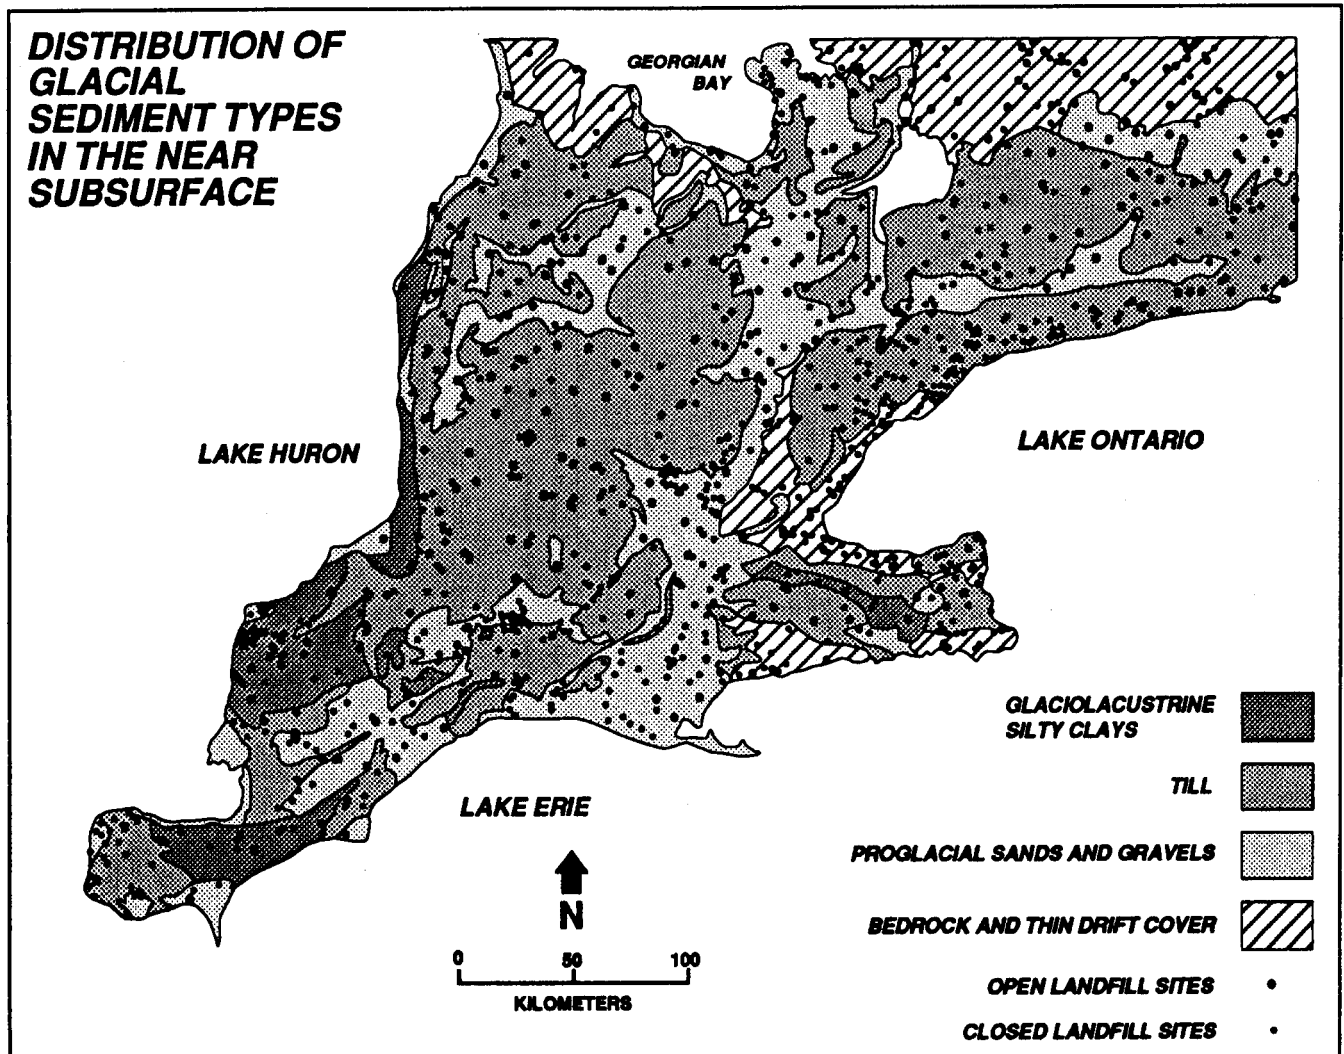 DISTRIBUTION OF
GLACIAL
SEDIMENT TYPES
IN THE NEAR
SUBSURFACE
GEORGIAN
BAY
LAKE HURON
LAKE ONTARIO
LAKE ERIE
N
0 50 100
KILOMETERS
GLACIOLACUSTRINE
SILTY CLAYS
TILL
PROGLACIAL SANDS AND GRAVELS
BEDROCK AND THIN DRIFT COVER
OPEN LANDFILL SITES
CLOSED LANDFILL SITES